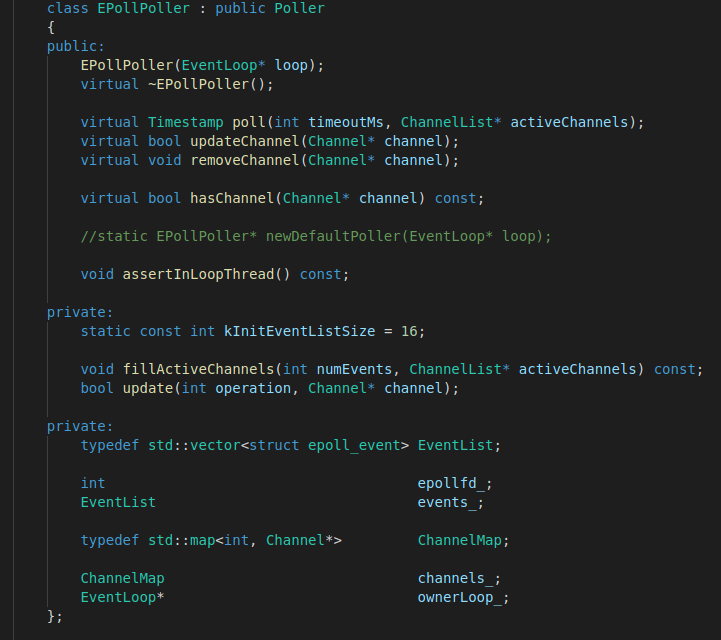 class EPollPoller : public Poller
{
public:
    EPollPoller(EventLoop* loop);
    virtual ~EPollPoller();
    virtual Timestamp poll(int timeoutMs, ChannelList* activeChannels);
    virtual bool updateChannel(Channel* channel);
    virtual void removeChannel(Channel* channel);
    virtual bool hasChannel(Channel* channel) const;
    //static EPollPoller* newDefaultPoller(EventLoop* loop);
    void assertInLoopThread() const;
private:
    static const int kInitEventListSize = 16;
    void fillActiveChannels(int numEvents, ChannelList* activeChannels) const;
    bool update(int operation, Channel* channel);
private:
    typedef std::vector<struct epoll_event> EventList;
    int                                     epollfd_;
    EventList                               events_;
    typedef std::map<int, Channel*>         ChannelMap;
    ChannelMap                              channels_;
    EventLoop*                              ownerLoop_;
};